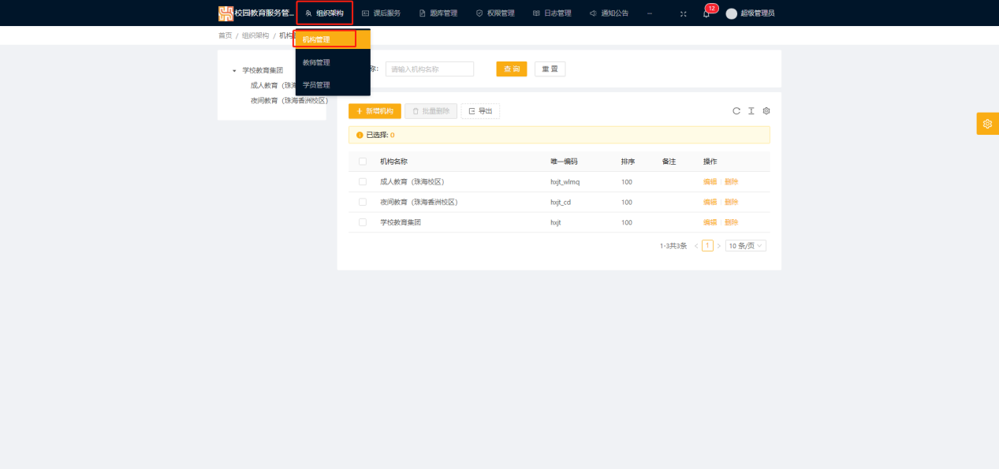 校园教育服务管... 组织架构 课后服务 题库管理 权限管理 日志管理 通知公告 12 超级管理员
首页 / 组织架构 / 机构
机构管理
教师管理
学员管理
学校教育集团
成人教育（珠海
夜间教育（珠海香洲校区）
称: 请输入机构名称 查 询 重 置
+ 新增机构 批量删除 导出
已选择: 0
机构名称 唯一编码 排序 备注 操作
成人教育（珠海校区） hxjt_wlmq 100 编辑 删除
夜间教育（珠海香洲校区） hxjt_cd 100 编辑 删除
学校教育集团 hxjt 100 编辑 删除
1-3共3条 < 1 > 10 条/页